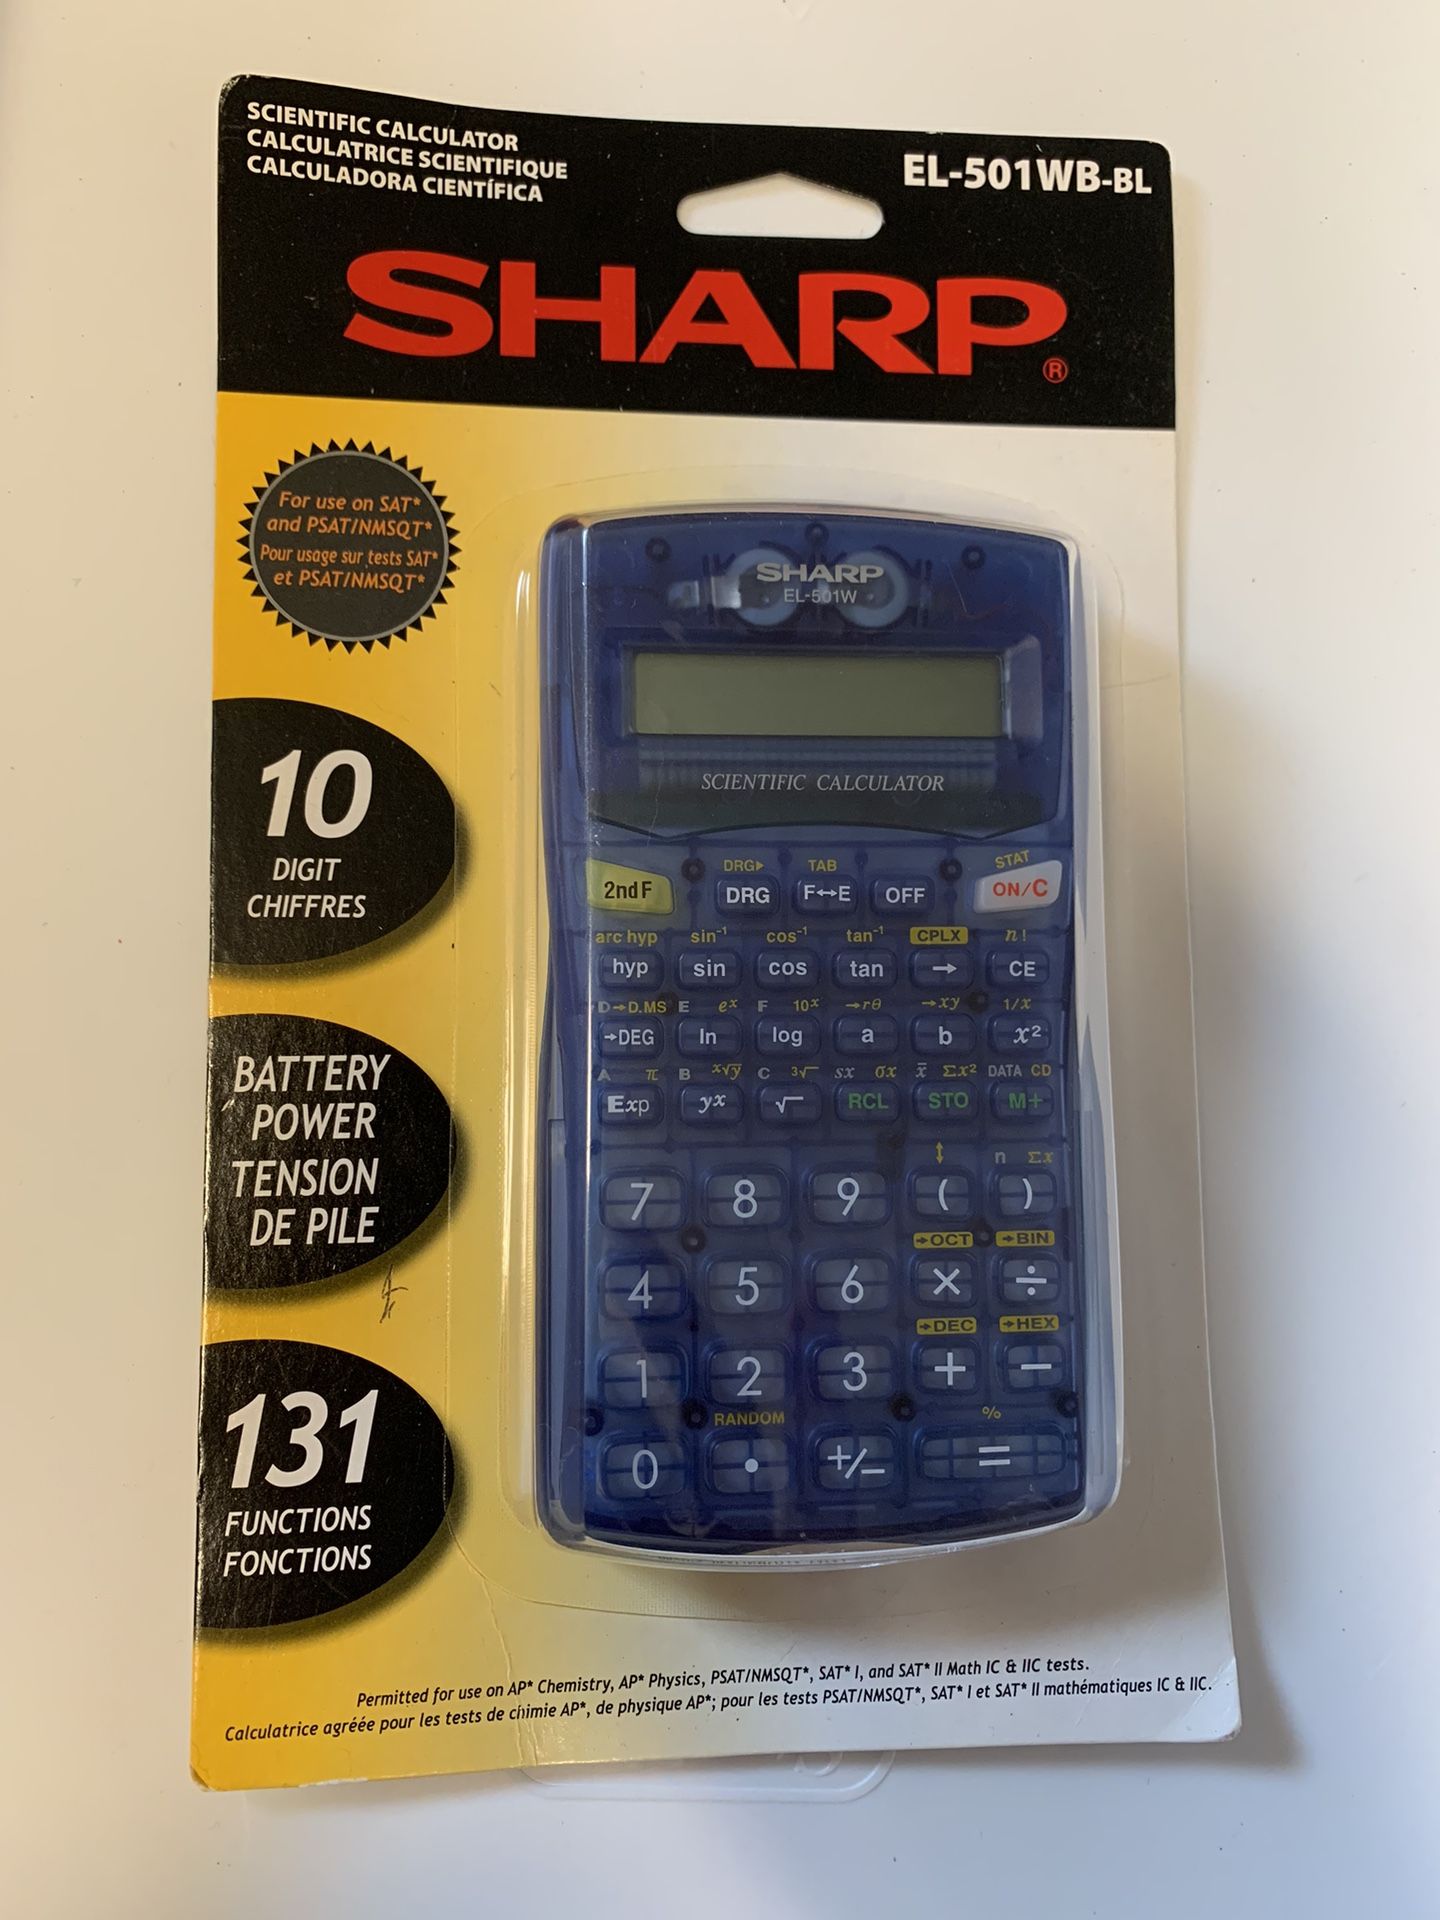 SCIENTIFIC CALCULATOR
CALCULATRICE SCIENTIFIQUE
CALCULADORA CIENTÍFICA
EL-501WB-BL
SHARP®
For use on SAT*
and PSAT/NMSQT*
Pour usage sur tests SAT*
et PSAT/NMSQT*
10
DIGIT
CHIFFRES
BATTERY
POWER
TENSION
DE PILE
131
FUNCTIONS
FONCTIONS
SHARP
EL-501W
SCIENTIFIC CALCULATOR
DRG▶ TAB STAT
2ndF DRG F↔E OFF ON/C
arc hyp sin⁻¹ cos⁻¹ tan⁻¹ CPLX n!
hyp sin cos tan → CE
D→D.MS E eˣ F 10ˣ →rθ →xy 1/x
→DEG ln log a b x²
A π B ˣ√y C ³√ sx σx x̄ Σx² DATA CD
Exp yˣ √ RCL STO M+
↕ n Σx
7 8 9 ( )
→OCT →BIN
4 5 6 × ÷
→DEC →HEX
1 2 3 + −
RANDOM %
0 • +/− =
Permitted for use on AP* Chemistry, AP* Physics, PSAT/NMSQT*, SAT* I, and SAT* II Math IC & IIC tests.
Calculatrice agréée pour les tests de chimie AP*, de physique AP*; pour les tests PSAT/NMSQT*, SAT* I et SAT* II mathématiques IC & IIC.